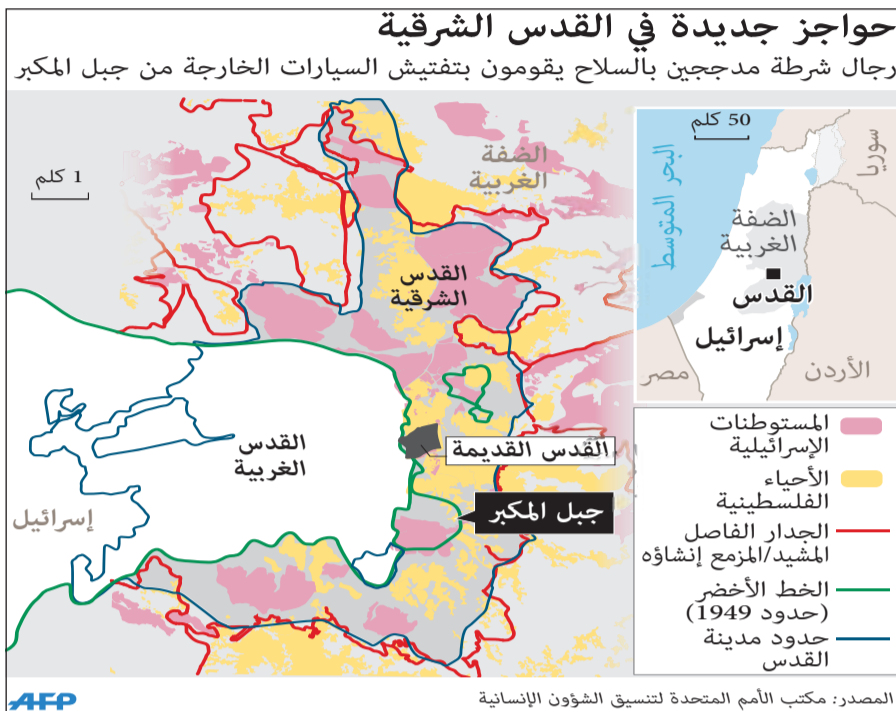 حواجز جديدة في القدس الشرقية
رجال شرطة مدججين بالسلاح يقومون بتفتيش السيارات الخارجة من جبل المكبر
50 كلم
سوريا
البحر المتوسط
الضفة
الغربية
القدس
إسرائيل
الأردن
مصر
1 كلم
الضفة
الغربية
القدس
الشرقية
القدس
الغربية
القدس القديمة
جبل المكبر
إسرائيل
المستوطنات
الإسرائيلية
الأحياء
الفلسطينية
الجدار الفاصل
المشيد/المزمع إنشاؤه
الخط الأخضر
(حدود 1949)
حدود مدينة
القدس
المصدر: مكتب الأمم المتحدة لتنسيق الشؤون الإنسانية
AFP